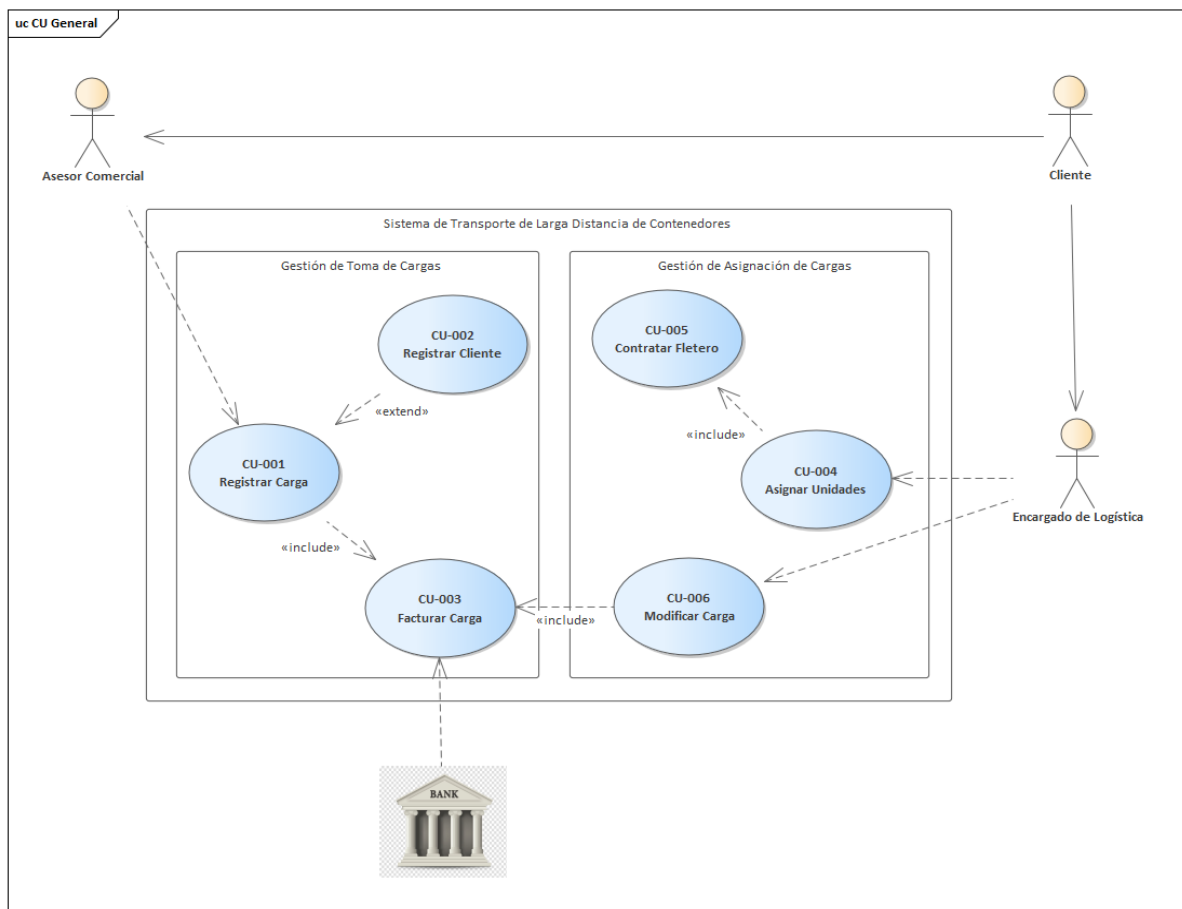 uc CU General
Asesor Comercial
Cliente
Sistema de Transporte de Larga Distancia de Contenedores
Gestión de Toma de Cargas
Gestión de Asignación de Cargas
CU-002
Registrar Cliente
CU-005
Contratar Fletero
«extend»
«include»
CU-001
Registrar Carga
CU-004
Asignar Unidades
Encargado de Logística
«include»
CU-003
Facturar Carga
«include»
CU-006
Modificar Carga
BANK